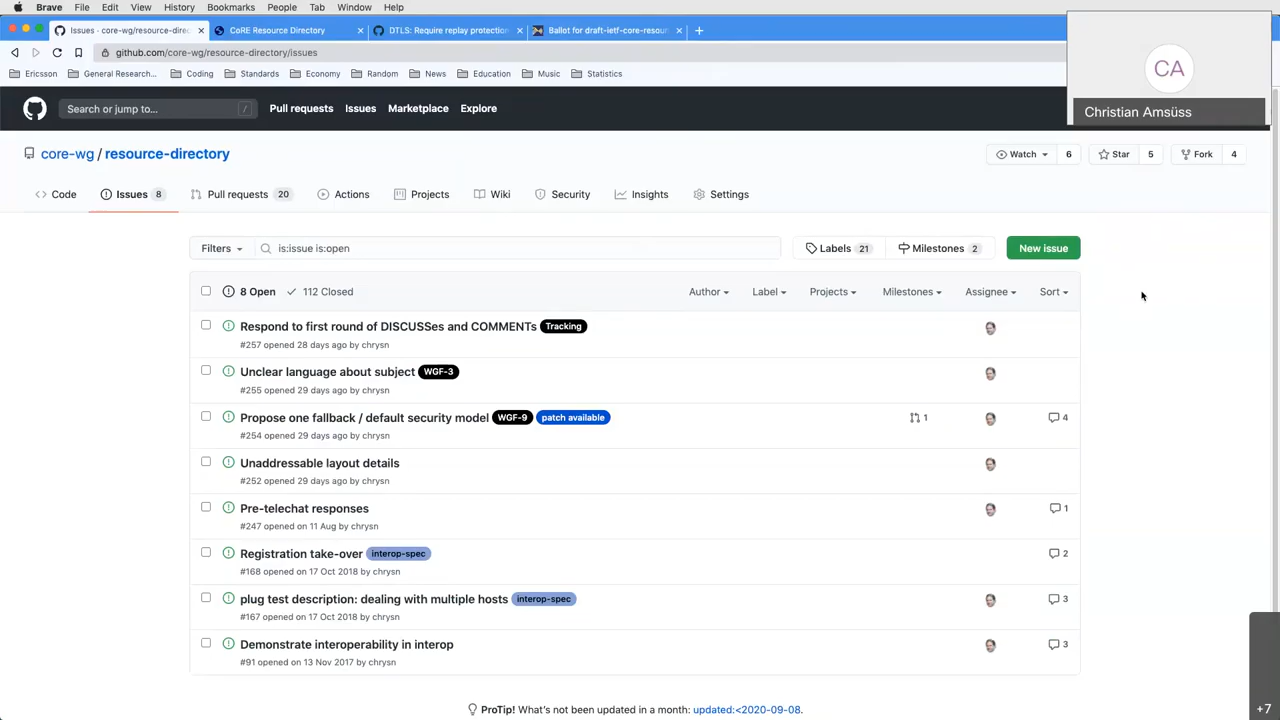 Brave File Edit View History Bookmarks People Tab Window Help
Issues · core-wg/resource-direc × CoRE Resource Directory × DTLS: Require replay protection × Ballot for draft-ietf-core-resour × +
github.com/core-wg/resource-directory/issues
Ericsson General Research... Coding Standards Economy Random News Education Music Statistics
CA
Christian Amsüss
Search or jump to... / Pull requests Issues Marketplace Explore
core-wg / resource-directory
Watch 6 Star 5 Fork 4
Code Issues 8 Pull requests 20 Actions Projects Wiki Security Insights Settings
Filters is:issue is:open Labels 21 Milestones 2 New issue
8 Open 112 Closed Author Label Projects Milestones Assignee Sort
Respond to first round of DISCUSSes and COMMENTs Tracking
#257 opened 28 days ago by chrysn
Unclear language about subject WGF-3
#255 opened 29 days ago by chrysn
Propose one fallback / default security model WGF-9 patch available 1 4
#254 opened 29 days ago by chrysn
Unaddressable layout details
#252 opened 29 days ago by chrysn
Pre-telechat responses 1
#247 opened on 11 Aug by chrysn
Registration take-over interop-spec 2
#168 opened on 17 Oct 2018 by chrysn
plug test description: dealing with multiple hosts interop-spec 3
#167 opened on 17 Oct 2018 by chrysn
Demonstrate interoperability in interop 3
#91 opened on 13 Nov 2017 by chrysn
ProTip! What's not been updated in a month: updated:<2020-09-08.
+7